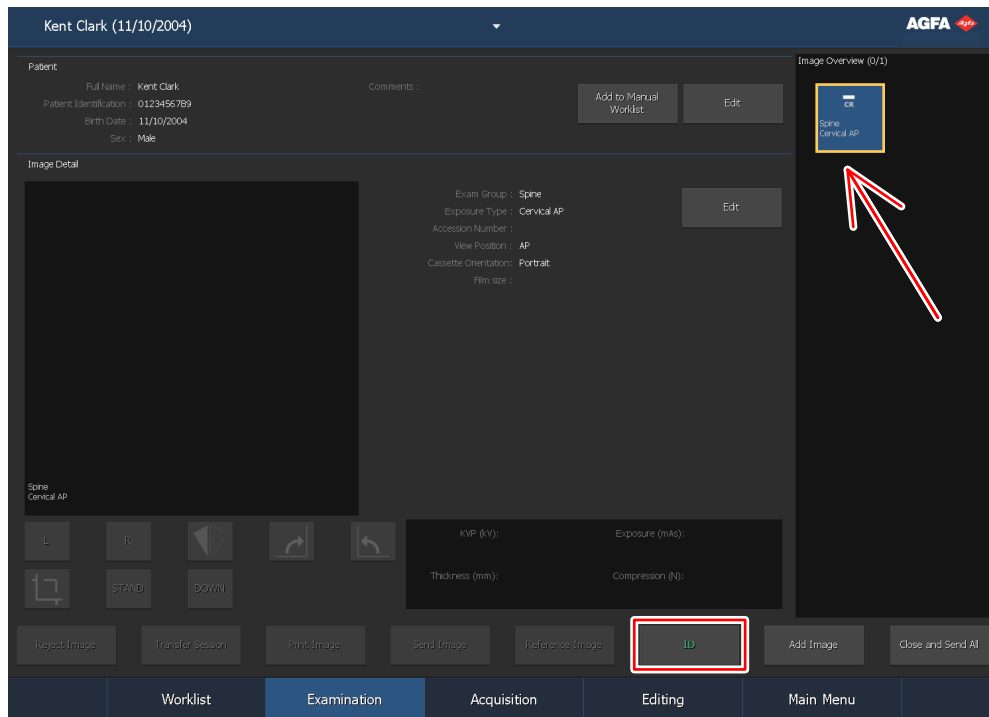 Kent Clark (11/10/2004)
AGFA
Agfa
Patient
Full Name : Kent Clark
Comments :
Patient Identification : 0123456789
Birth Date : 11/10/2004
Sex : Male
Add to Manual
Worklist
Edit
Image Overview (0/1)
CR
Spine
Cervical AP
Image Detail
Exam Group : Spine
Exposure Type : Cervical AP
Accession Number :
View Position : AP
Cassette Orientation: Portrait
Film size :
Edit
Spine
Cervical AP
L
R
STAND
DOWN
KVP (kV):
Exposure (mAs):
Thickness (mm):
Compression (N):
Reject Image
Transfer Session
Print Image
Send Image
Reference Image
ID
Add Image
Close and Send All
Worklist
Examination
Acquisition
Editing
Main Menu